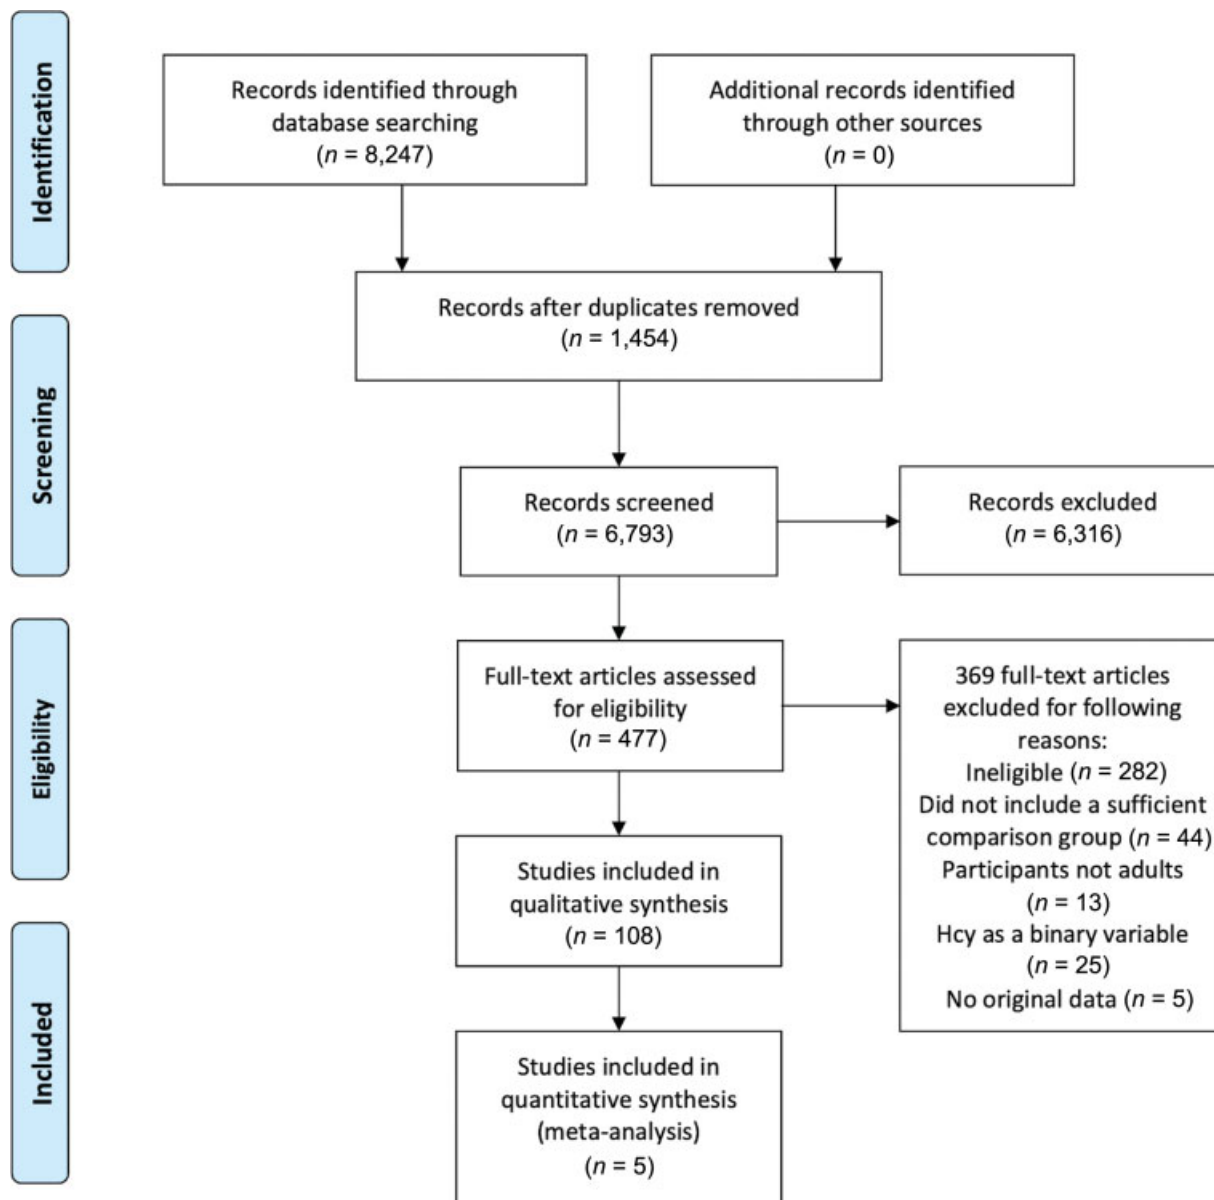 Identification
Records identified through
database searching
(n = 8,247)
Additional records identified
through other sources
(n = 0)
Records after duplicates removed
(n = 1,454)
Screening
Records screened
(n = 6,793)
Records excluded
(n = 6,316)
Eligibility
Full-text articles assessed
for eligibility
(n = 477)
369 full-text articles
excluded for following
reasons:
Ineligible (n = 282)
Did not include a sufficient
comparison group (n = 44)
Participants not adults
(n = 13)
Hcy as a binary variable
(n = 25)
No original data (n = 5)
Studies included in
qualitative synthesis
(n = 108)
Included
Studies included in
quantitative synthesis
(meta-analysis)
(n = 5)